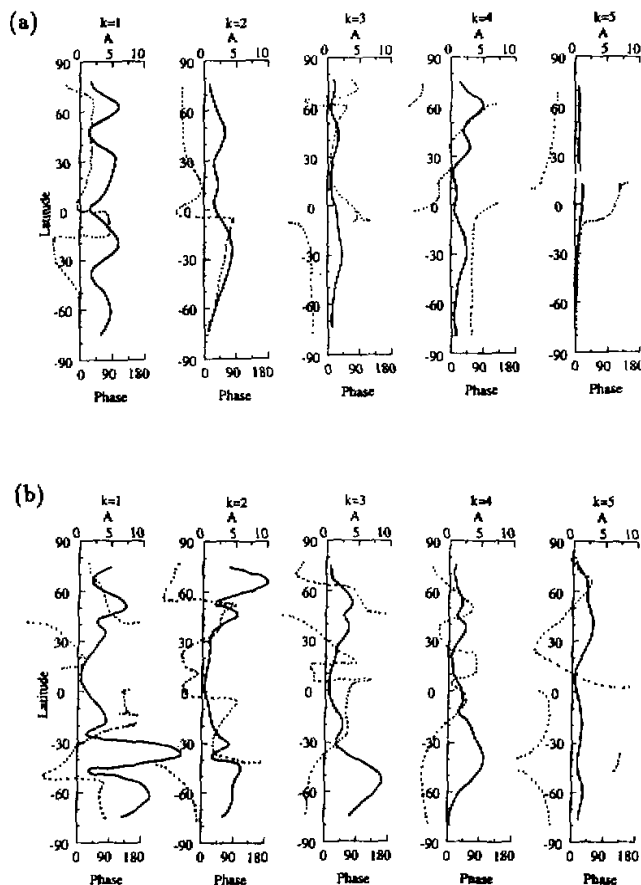 (a)
k=1 k=2 k=3 k=4 k=5
A A A A A
0 5 10 0 5 10 0 5 10 0 5 10 0 5 10
90 90 90 90 90
60 60 60 60 60
30 30 30 30 30
Latitude 0 0 0 0 0
-30 -30 -30 -30 -30
-60 -60 -60 -60 -60
-90 -90 -90 -90 -90
0 90 180 0 90 180 0 90 180 0 90 180 0 90 180
Phase Phase Phase Phase Phase
(b)
k=1 k=2 k=3 k=4 k=5
A A A A A
0 5 10 0 5 10 0 5 10 0 5 10 0 5 10
90 90 90 90 90
60 60 60 60 60
30 30 30 30 30
Latitude 0 0 0 0 0
-30 -30 -30 -30 -30
-60 -60 -60 -60 -60
-90 -90 -90 -90 -90
0 90 180 0 90 180 0 90 180 0 90 180 0 90 180
Phase Phase Phase Phase Phase